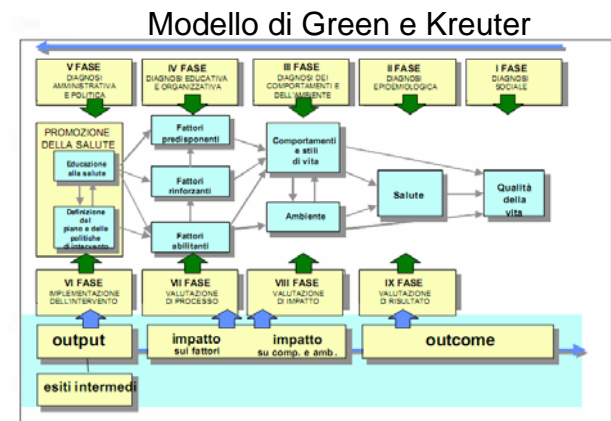 Modello di Green e Kreuter
V FASE
DIAGNOSI
AMMINISTRATIVA
E POLITICA
IV FASE
DIAGNOSI EDUCATIVA
E ORGANIZZATIVA
III FASE
DIAGNOSI DEI
COMPORTAMENTI E
DELL'AMBIENTE
II FASE
DIAGNOSI
EPIDEMIOLOGICA
I FASE
DIAGNOSI
SOCIALE
PROMOZIONE
DELLA SALUTE
Educazione
alla salute
Definizione
del
piano e delle
politiche
di intervento
Fattori
predisponenti
Fattori
rinforzanti
Fattori
abilitanti
Comportamenti
e stili
di vita
Ambiente
Salute
Qualità
della
vita
VI FASE
IMPLEMENTAZIONE
DELL'INTERVENTO
VII FASE
VALUTAZIONE
DI PROCESSO
VIII FASE
VALUTAZIONE
DI IMPATTO
IX FASE
VALUTAZIONE
DI RISULTATO
output
impatto
sui fattori
impatto
su comp. e amb.
outcome
esiti intermedi